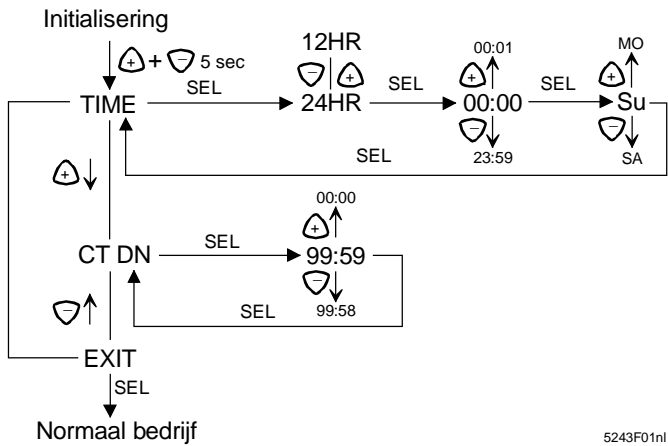 Initialisering
+ + − 5 sec
12HR
− +
24HR
00:01
+
00:00
−
23:59
MO
+
Su
−
SA
TIME
SEL
SEL
SEL
SEL
+
CT DN
SEL
00:00
+
99:59
−
99:58
SEL
−
EXIT
SEL
Normaal bedrijf
5243F01nl